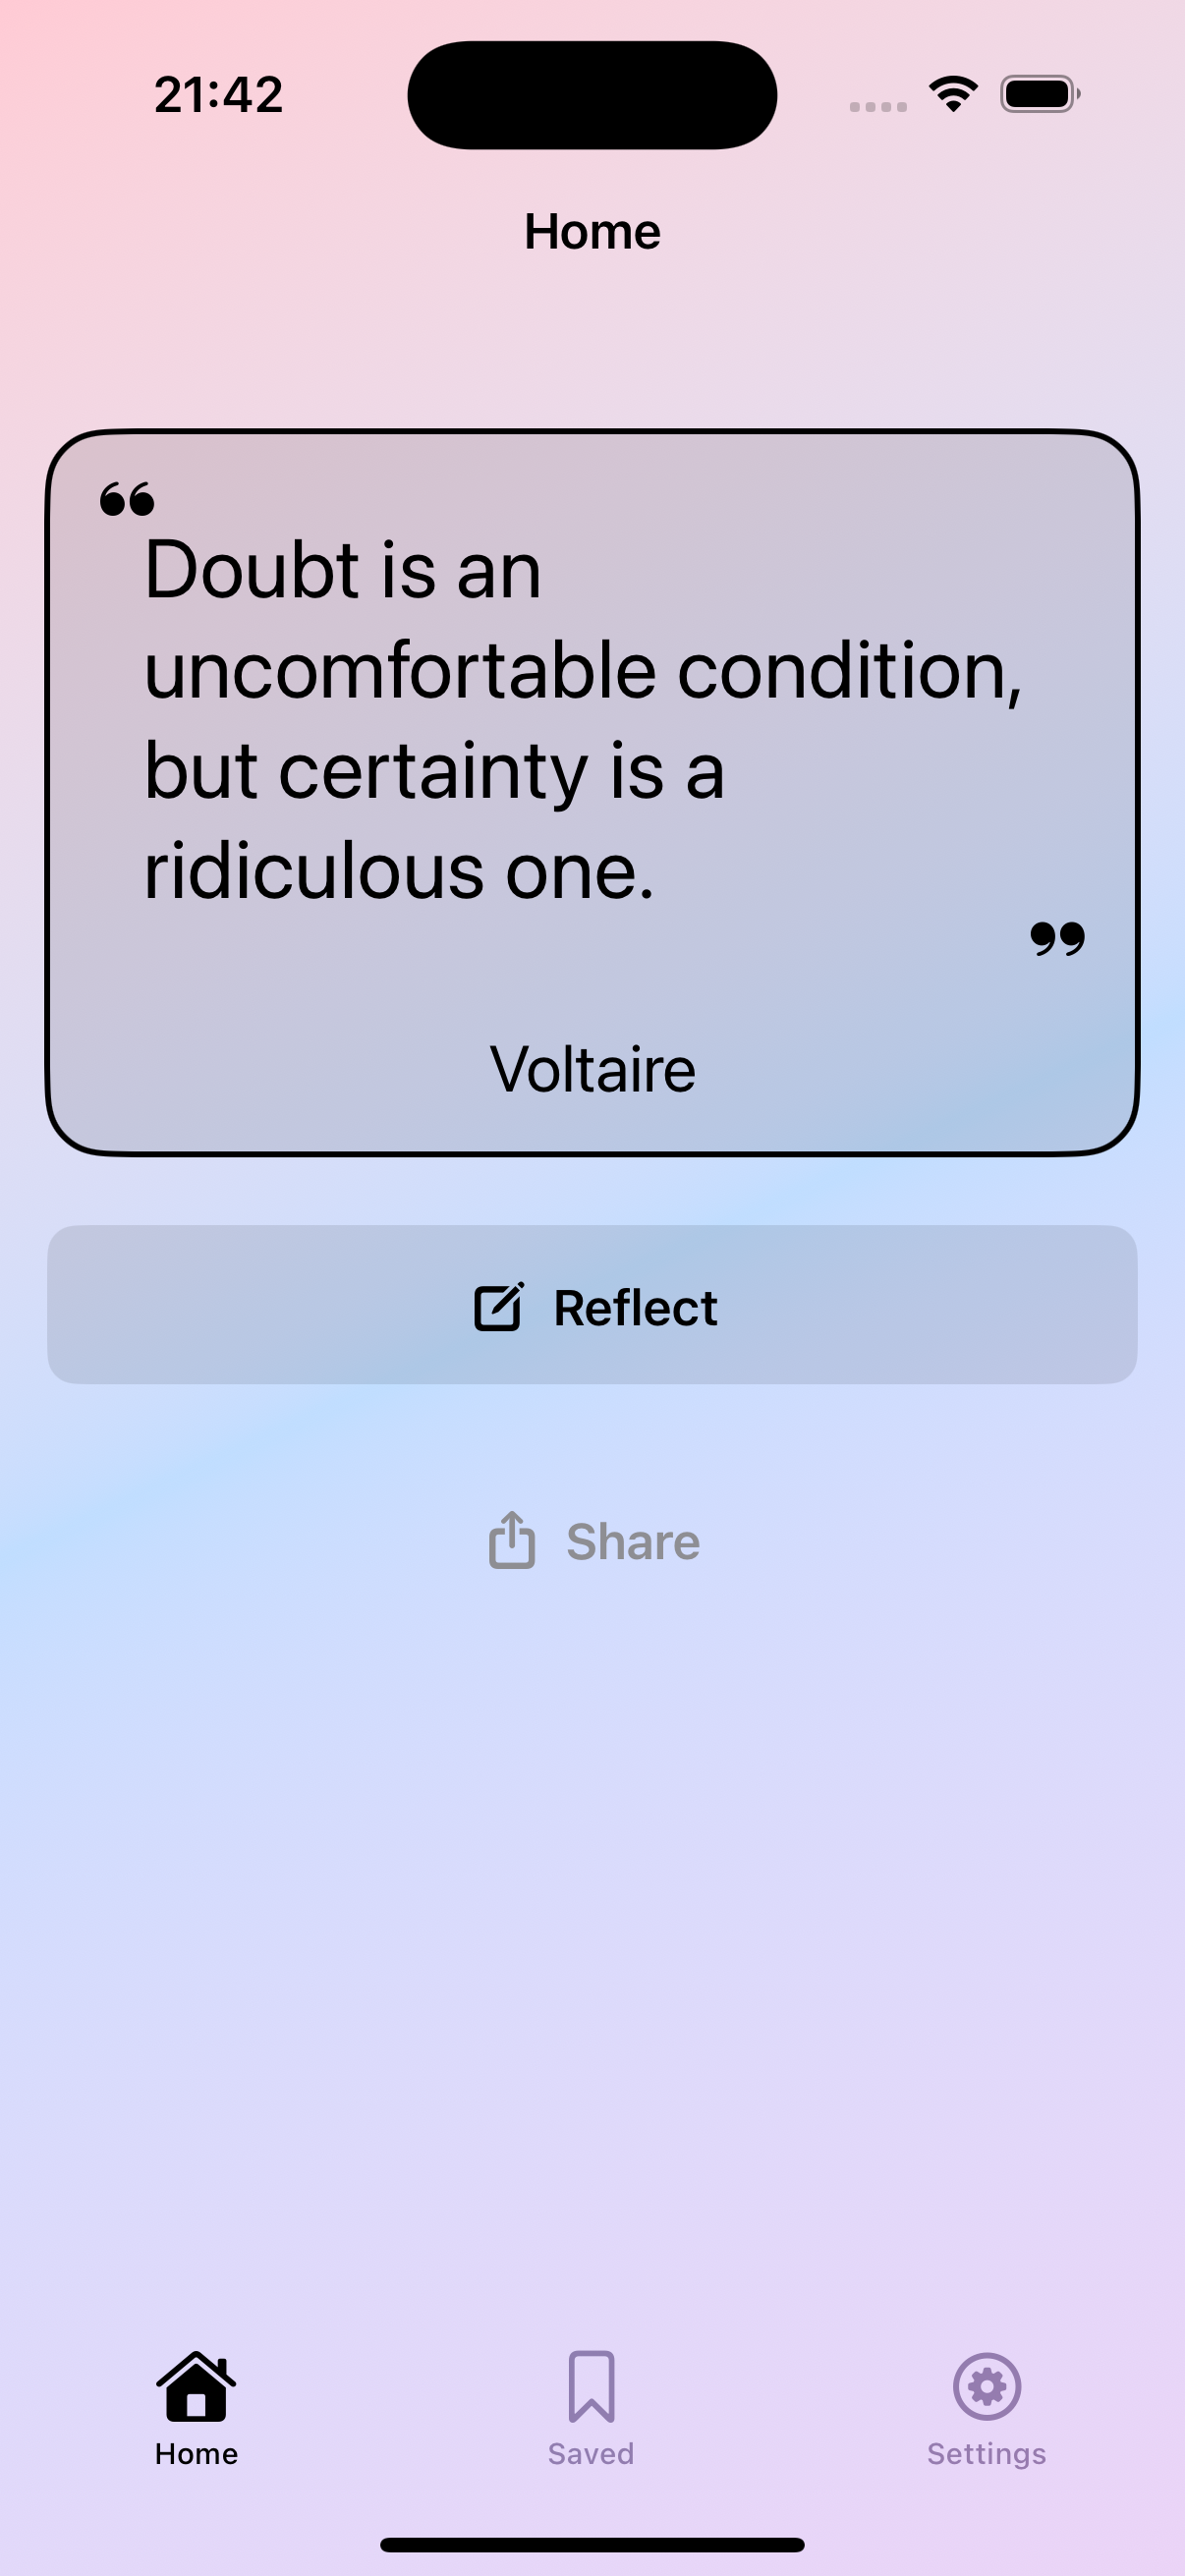 21:42
Home
“
Doubt is an
uncomfortable condition,
but certainty is a
ridiculous one.
”
Voltaire
Reflect
Share
Home
Saved
Settings